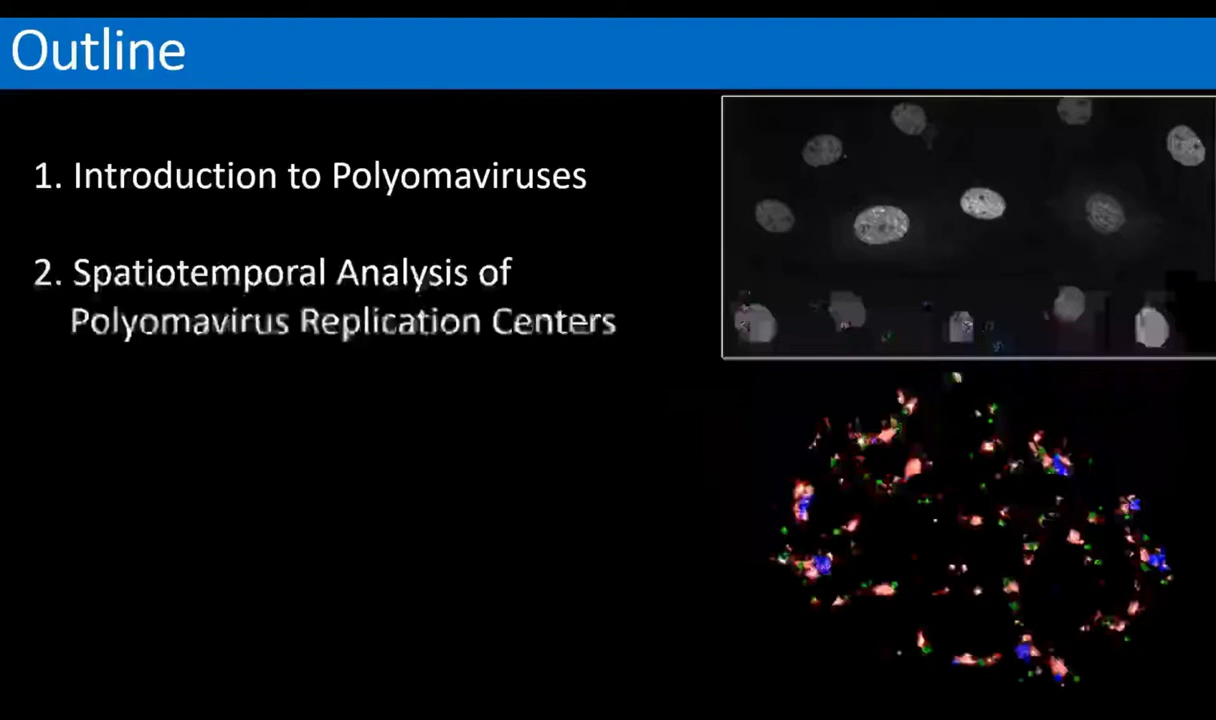 Outline
1. Introduction to Polyomaviruses
2. Spatiotemporal Analysis of
Polyomavirus Replication Centers